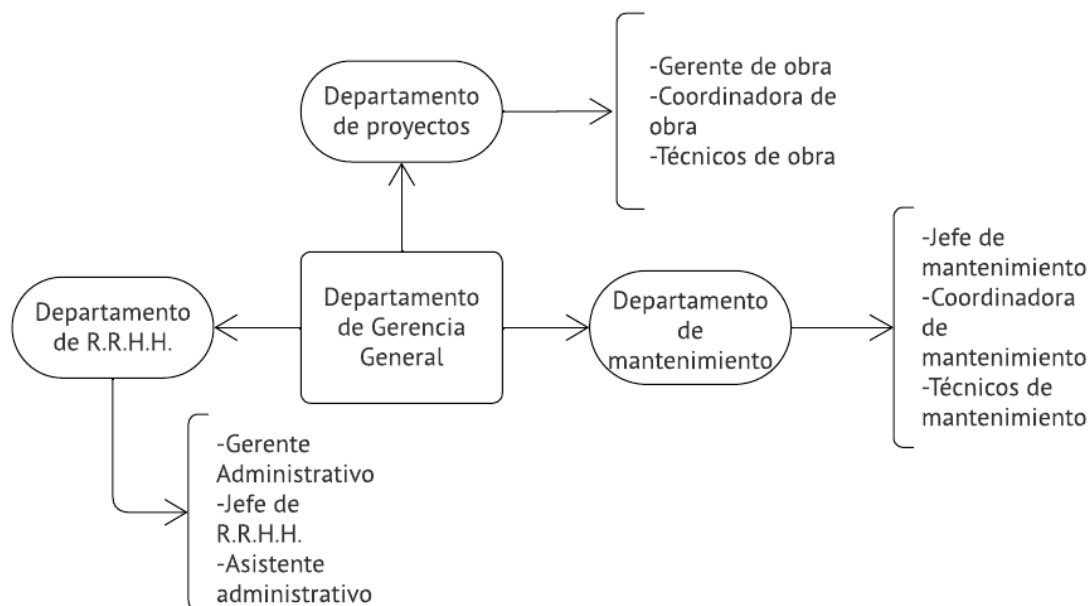 Departamento
de proyectos
-Gerente de obra
-Coordinadora de
obra
-Técnicos de obra
Departamento
de R.R.H.H.
Departamento
de Gerencia
General
Departamento
de
mantenimiento
-Jefe de
mantenimiento
-Coordinadora
de
mantenimiento
-Técnicos de
mantenimiento
-Gerente
Administrativo
-Jefe de
R.R.H.H.
-Asistente
administrativo